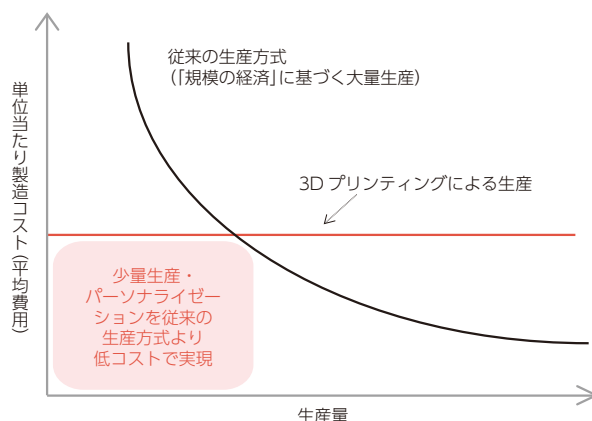 従来の生産方式
(「規模の経済」に基づく大量生産)
単位当たり製造コスト(平均費用)
3D プリンティングによる生産
少量生産・
パーソナライゼー
ションを従来の
生産方式より
低コストで実現
生産量